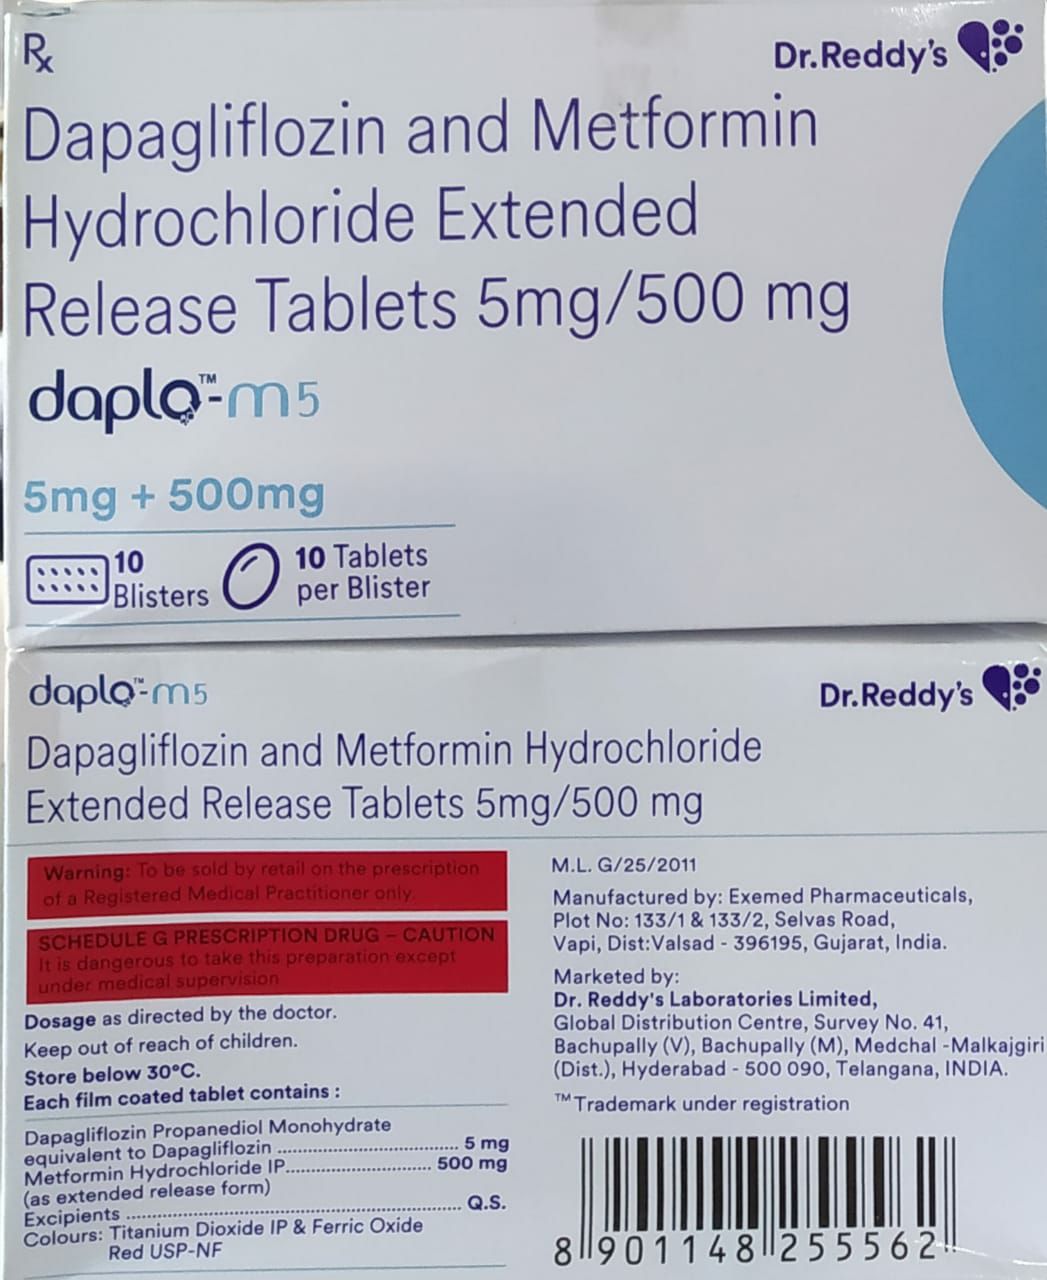 Rx
Dr.Reddy's
Dapagliflozin and Metformin
Hydrochloride Extended
Release Tablets 5mg/500 mg
daplo™-m5
5mg + 500mg
10
Blisters
10 Tablets
per Blister
daplo™-m5
Dr.Reddy's
Dapagliflozin and Metformin Hydrochloride
Extended Release Tablets 5mg/500 mg
Warning: To be sold by retail on the prescription
of a Registered Medical Practitioner only.
SCHEDULE G PRESCRIPTION DRUG – CAUTION
It is dangerous to take this preparation except
under medical supervision
Dosage as directed by the doctor.
Keep out of reach of children.
Store below 30°C.
Each film coated tablet contains :
Dapagliflozin Propanediol Monohydrate
equivalent to Dapagliflozin ................................ 5 mg
Metformin Hydrochloride IP.......................... 500 mg
(as extended release form)
Excipients ............................................................ Q.S.
Colours: Titanium Dioxide IP & Ferric Oxide
Red USP-NF
M.L. G/25/2011
Manufactured by: Exemed Pharmaceuticals,
Plot No: 133/1 & 133/2, Selvas Road,
Vapi, Dist:Valsad - 396195, Gujarat, India.
Marketed by:
Dr. Reddy's Laboratories Limited,
Global Distribution Centre, Survey No. 41,
Bachupally (V), Bachupally (M), Medchal -Malkajgiri
(Dist.), Hyderabad - 500 090, Telangana, INDIA.
™Trademark under registration
8 901148 255562